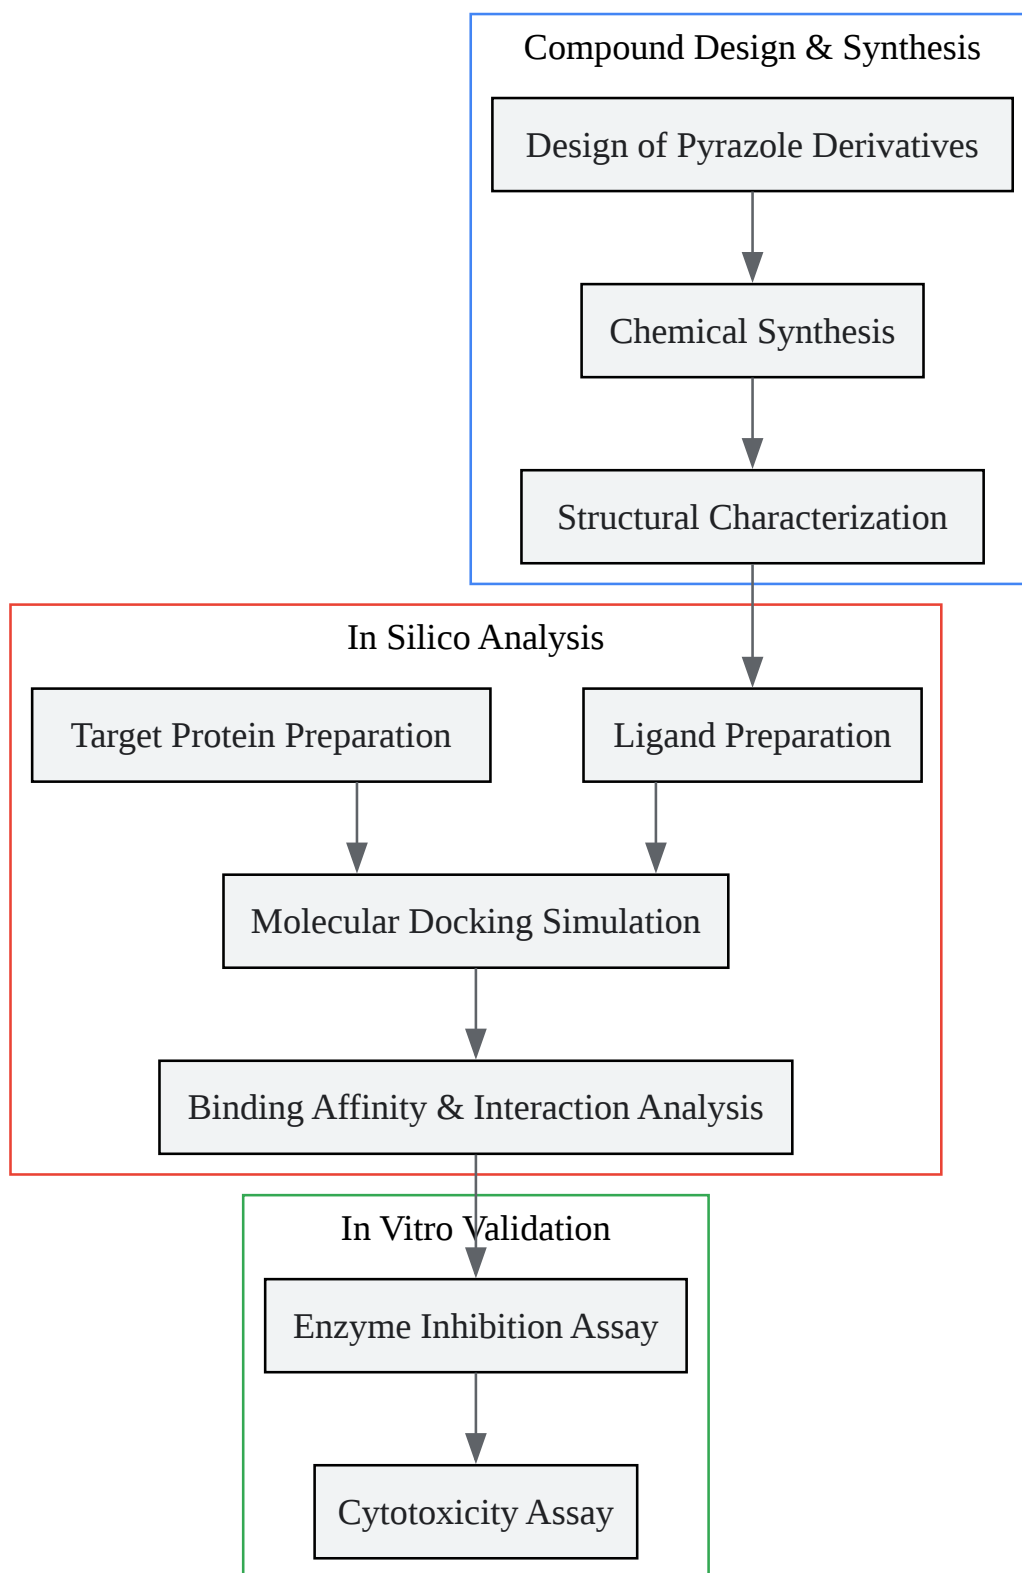 Compound Design & Synthesis
Design of Pyrazole Derivatives
Chemical Synthesis
Structural Characterization
In Silico Analysis
Target Protein Preparation
Ligand Preparation
Molecular Docking Simulation
Binding Affinity & Interaction Analysis
In Vitro Validation
Enzyme Inhibition Assay
Cytotoxicity Assay